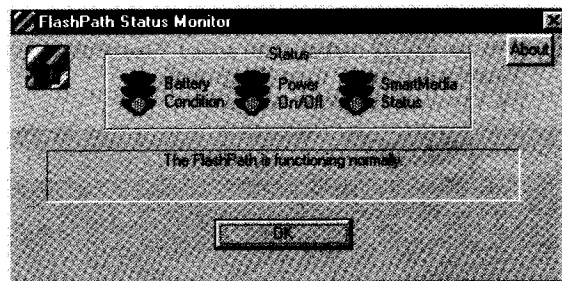 FlashPath Status Monitor
About
Status
Battery Condition
Power On/Off
SmartMedia Status
The FlashPath is functioning normally.
OK